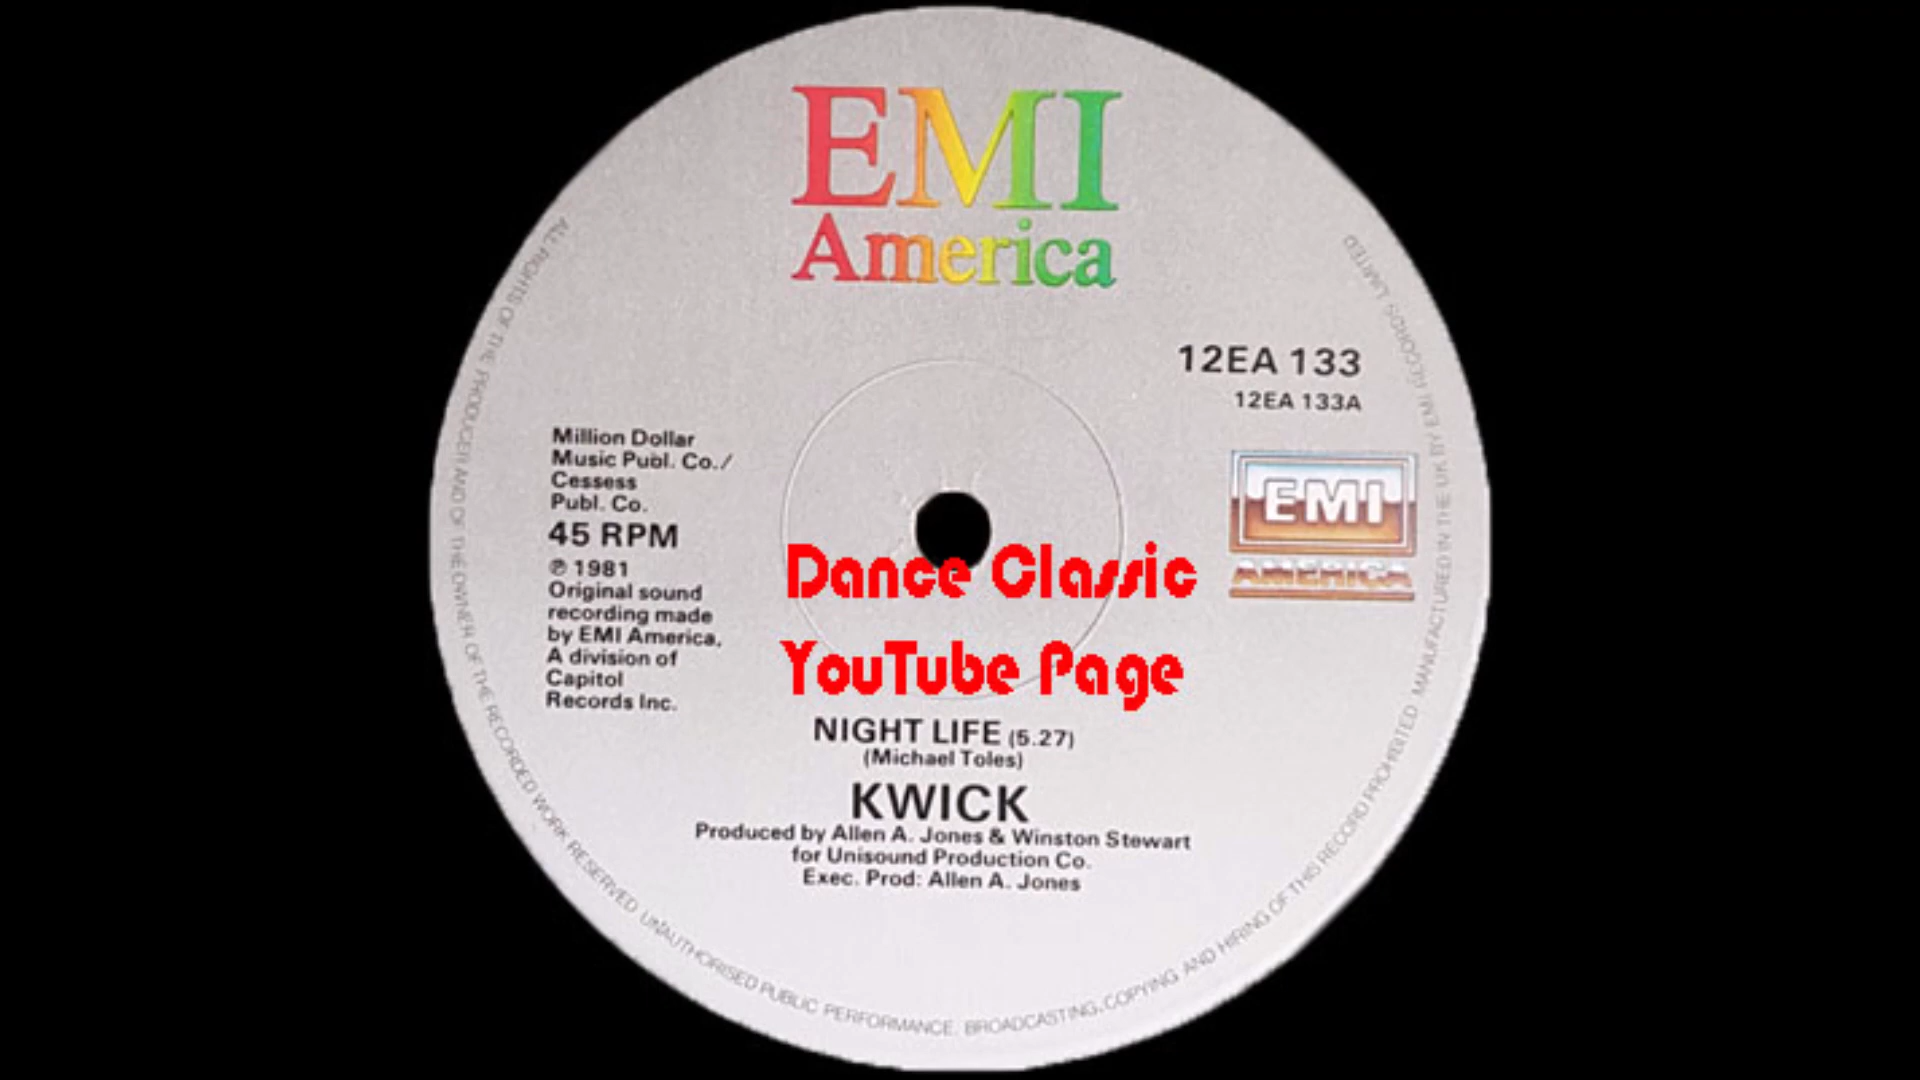 EMI
America
12EA 133
12EA 133A
EMI
AMERICA
Million Dollar
Music Publ. Co./
Cessess
Publ. Co.
45 RPM
℗ 1981
Original sound
recording made
by EMI America,
A division of
Capitol
Records Inc.
Dance Classic
YouTube Page
NIGHT LIFE (5.27)
(Michael Toles)
KWICK
Produced by Allen A. Jones & Winston Stewart
for Unisound Production Co.
Exec. Prod: Allen A. Jones
ALL RIGHTS OF THE PRODUCER AND OF THE OWNER OF THE RECORDED WORK RESERVED. UNAUTHORISED PUBLIC PERFORMANCE, BROADCASTING, COPYING AND HIRING OF THIS RECORD PROHIBITED. MANUFACTURED IN THE UK BY EMI RECORDS LIMITED